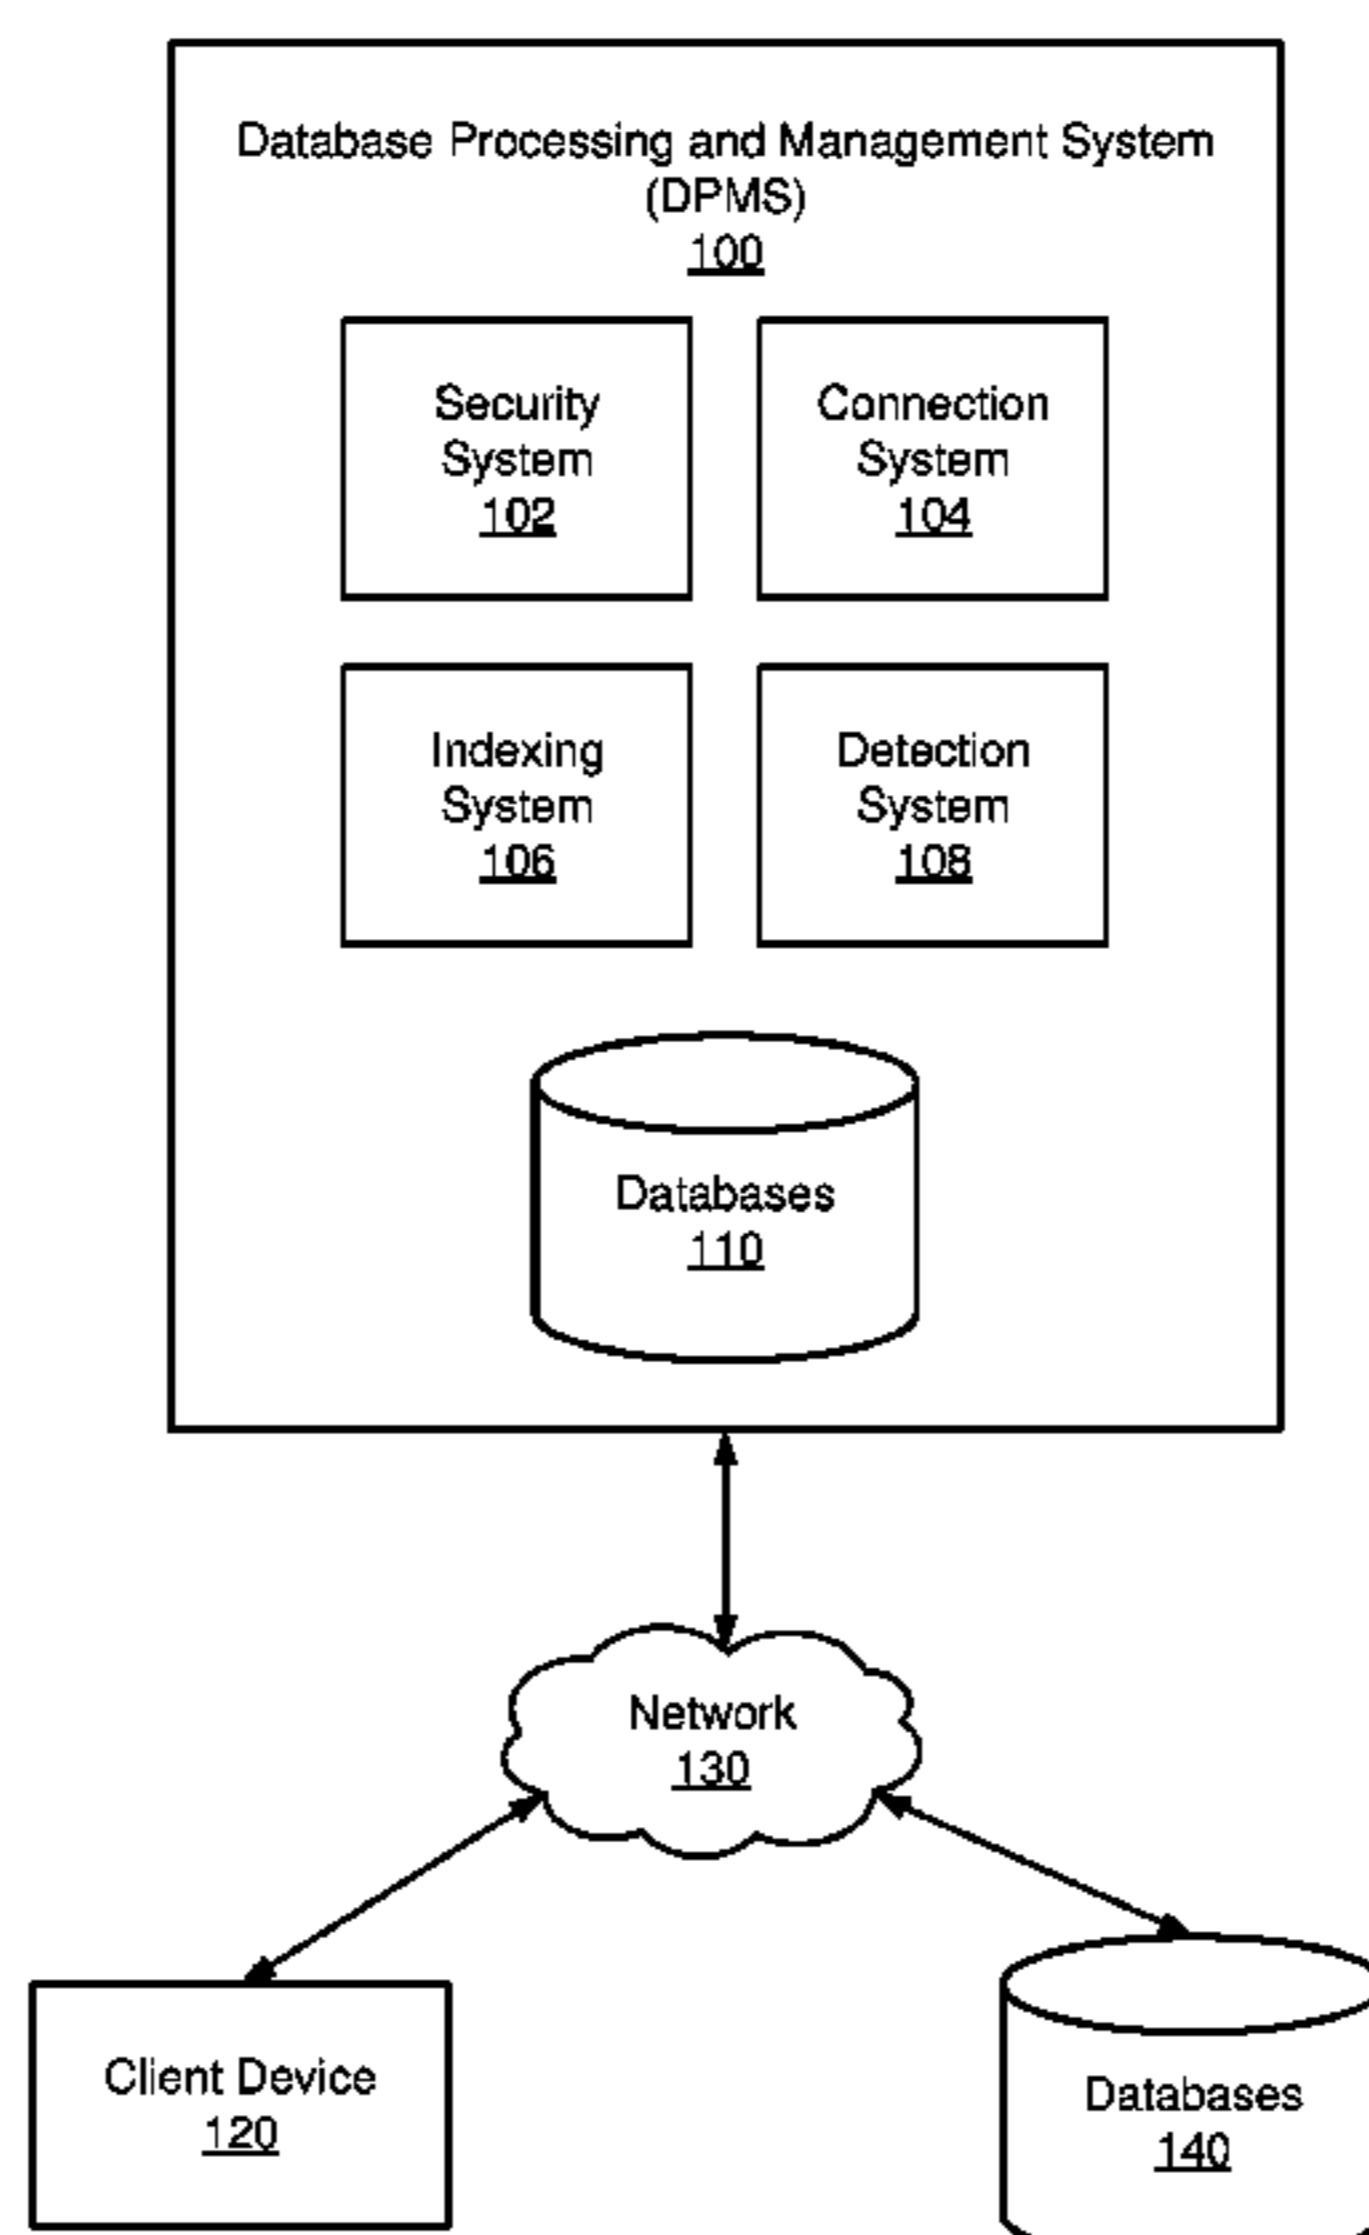 Database Processing and Management System
(DPMS)
100
Security
System
102
Connection
System
104
Indexing
System
106
Detection
System
108
Databases
110
Network
130
Client Device
120
Databases
140